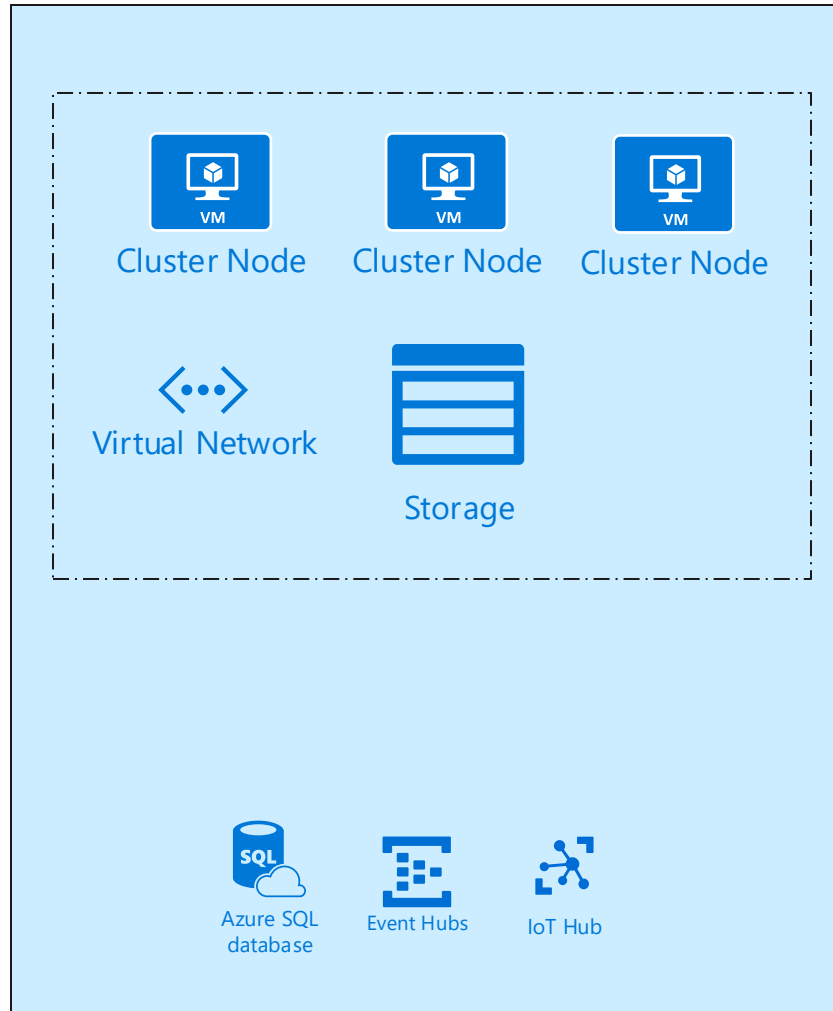 VM
VM
VM
Cluster Node
Cluster Node
Cluster Node
Virtual Network
Storage
SQL
Azure SQL
database
Event Hubs
IoT Hub